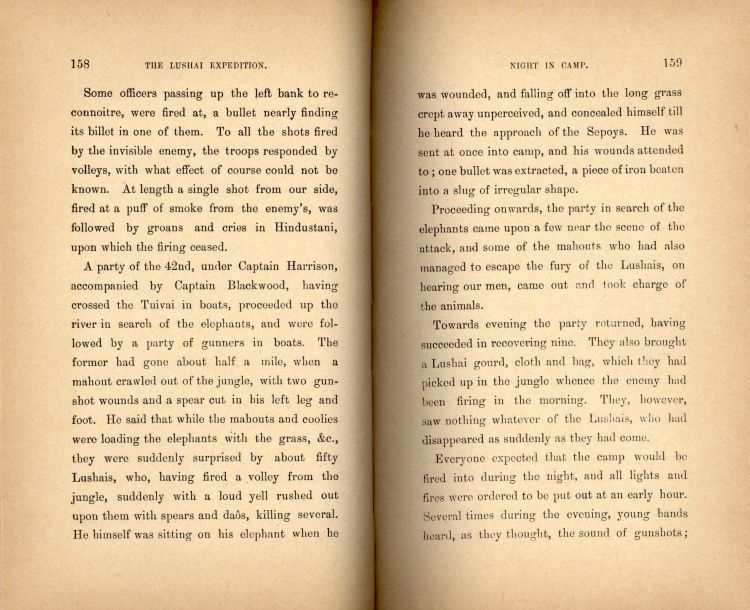 158 THE LUSHAI EXPEDITION.
Some officers passing up the left bank to re-
connoitre, were fired at, a bullet nearly finding
its billet in one of them. To all the shots fired
by the invisible enemy, the troops responded by
volleys, with what effect of course could not be
known. At length a single shot from our side,
fired at a puff of smoke from the enemy's, was
followed by groans and cries in Hindustani,
upon which the firing ceased.
A party of the 42nd, under Captain Harrison,
accompanied by Captain Blackwood, having
crossed the Tuivai in boats, proceeded up the
river in search of the elephants, and were fol-
lowed by a party of gunners in boats. The
former had gone about half a mile, when a
mahout crawled out of the jungle, with two gun-
shot wounds and a spear cut in his left leg and
foot. He said that while the mahouts and coolies
were loading the elephants with the grass, &c.,
they were suddenly surprised by about fifty
Lushais, who, having fired a volley from the
jungle, suddenly with a loud yell rushed out
upon them with spears and daôs, killing several.
He himself was sitting on his elephant when he
NIGHT IN CAMP. 159
was wounded, and falling off into the long grass
crept away unperceived, and concealed himself till
he heard the approach of the Sepoys. He was
sent at once into camp, and his wounds attended
to; one bullet was extracted, a piece of iron beaten
into a slug of irregular shape.
Proceeding onwards, the party in search of the
elephants came upon a few near the scene of the
attack, and some of the mahouts who had also
managed to escape the fury of the Lushais, on
hearing our men, came out and took charge of
the animals.
Towards evening the party returned, having
succeeded in recovering nine. They also brought
a Lushai gourd, cloth and bag, which they had
picked up in the jungle whence the enemy had
been firing in the morning. They, however,
saw nothing whatever of the Lushais, who had
disappeared as suddenly as they had come.
Everyone expected that the camp would be
fired into during the night, and all lights and
fires were ordered to be put out at an early hour.
Several times during the evening, young hands
heard, as they thought, the sound of gunshots;